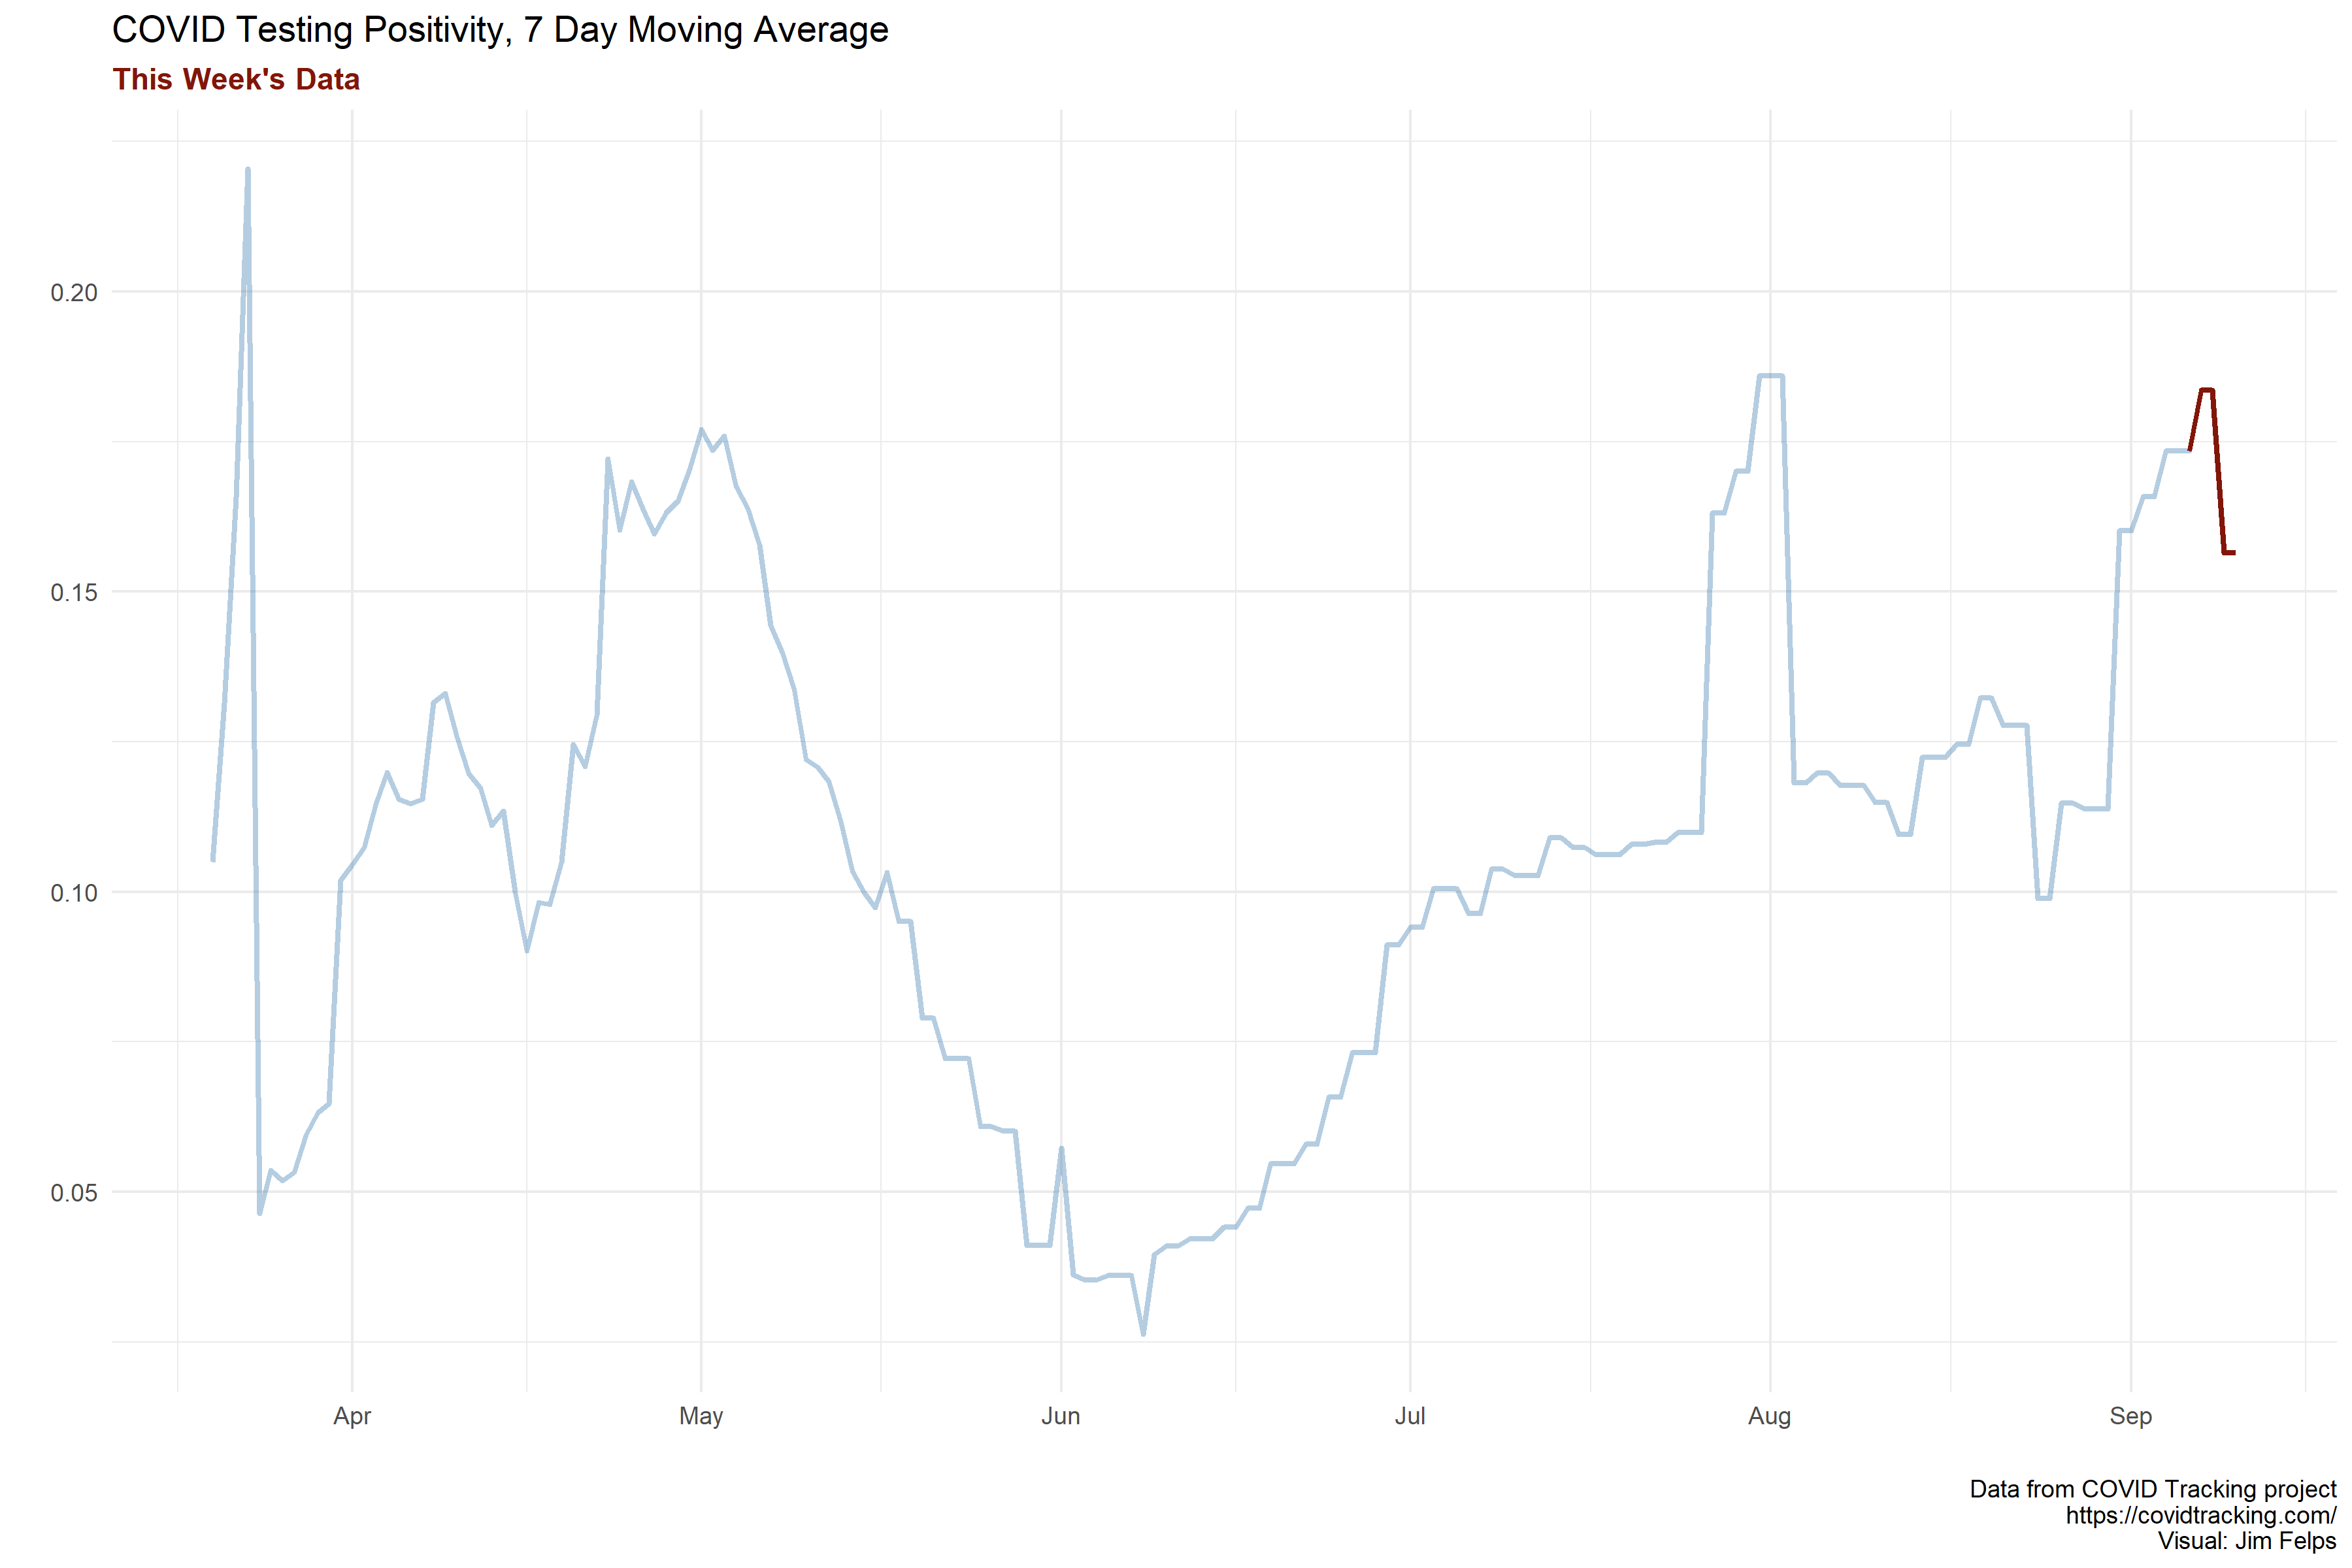 COVID Testing Positivity, 7 Day Moving Average
This Week's Data
0.20
0.15
0.10
0.05
Apr May Jun Jul Aug Sep
Data from COVID Tracking project
https://covidtracking.com/
Visual: Jim Felps